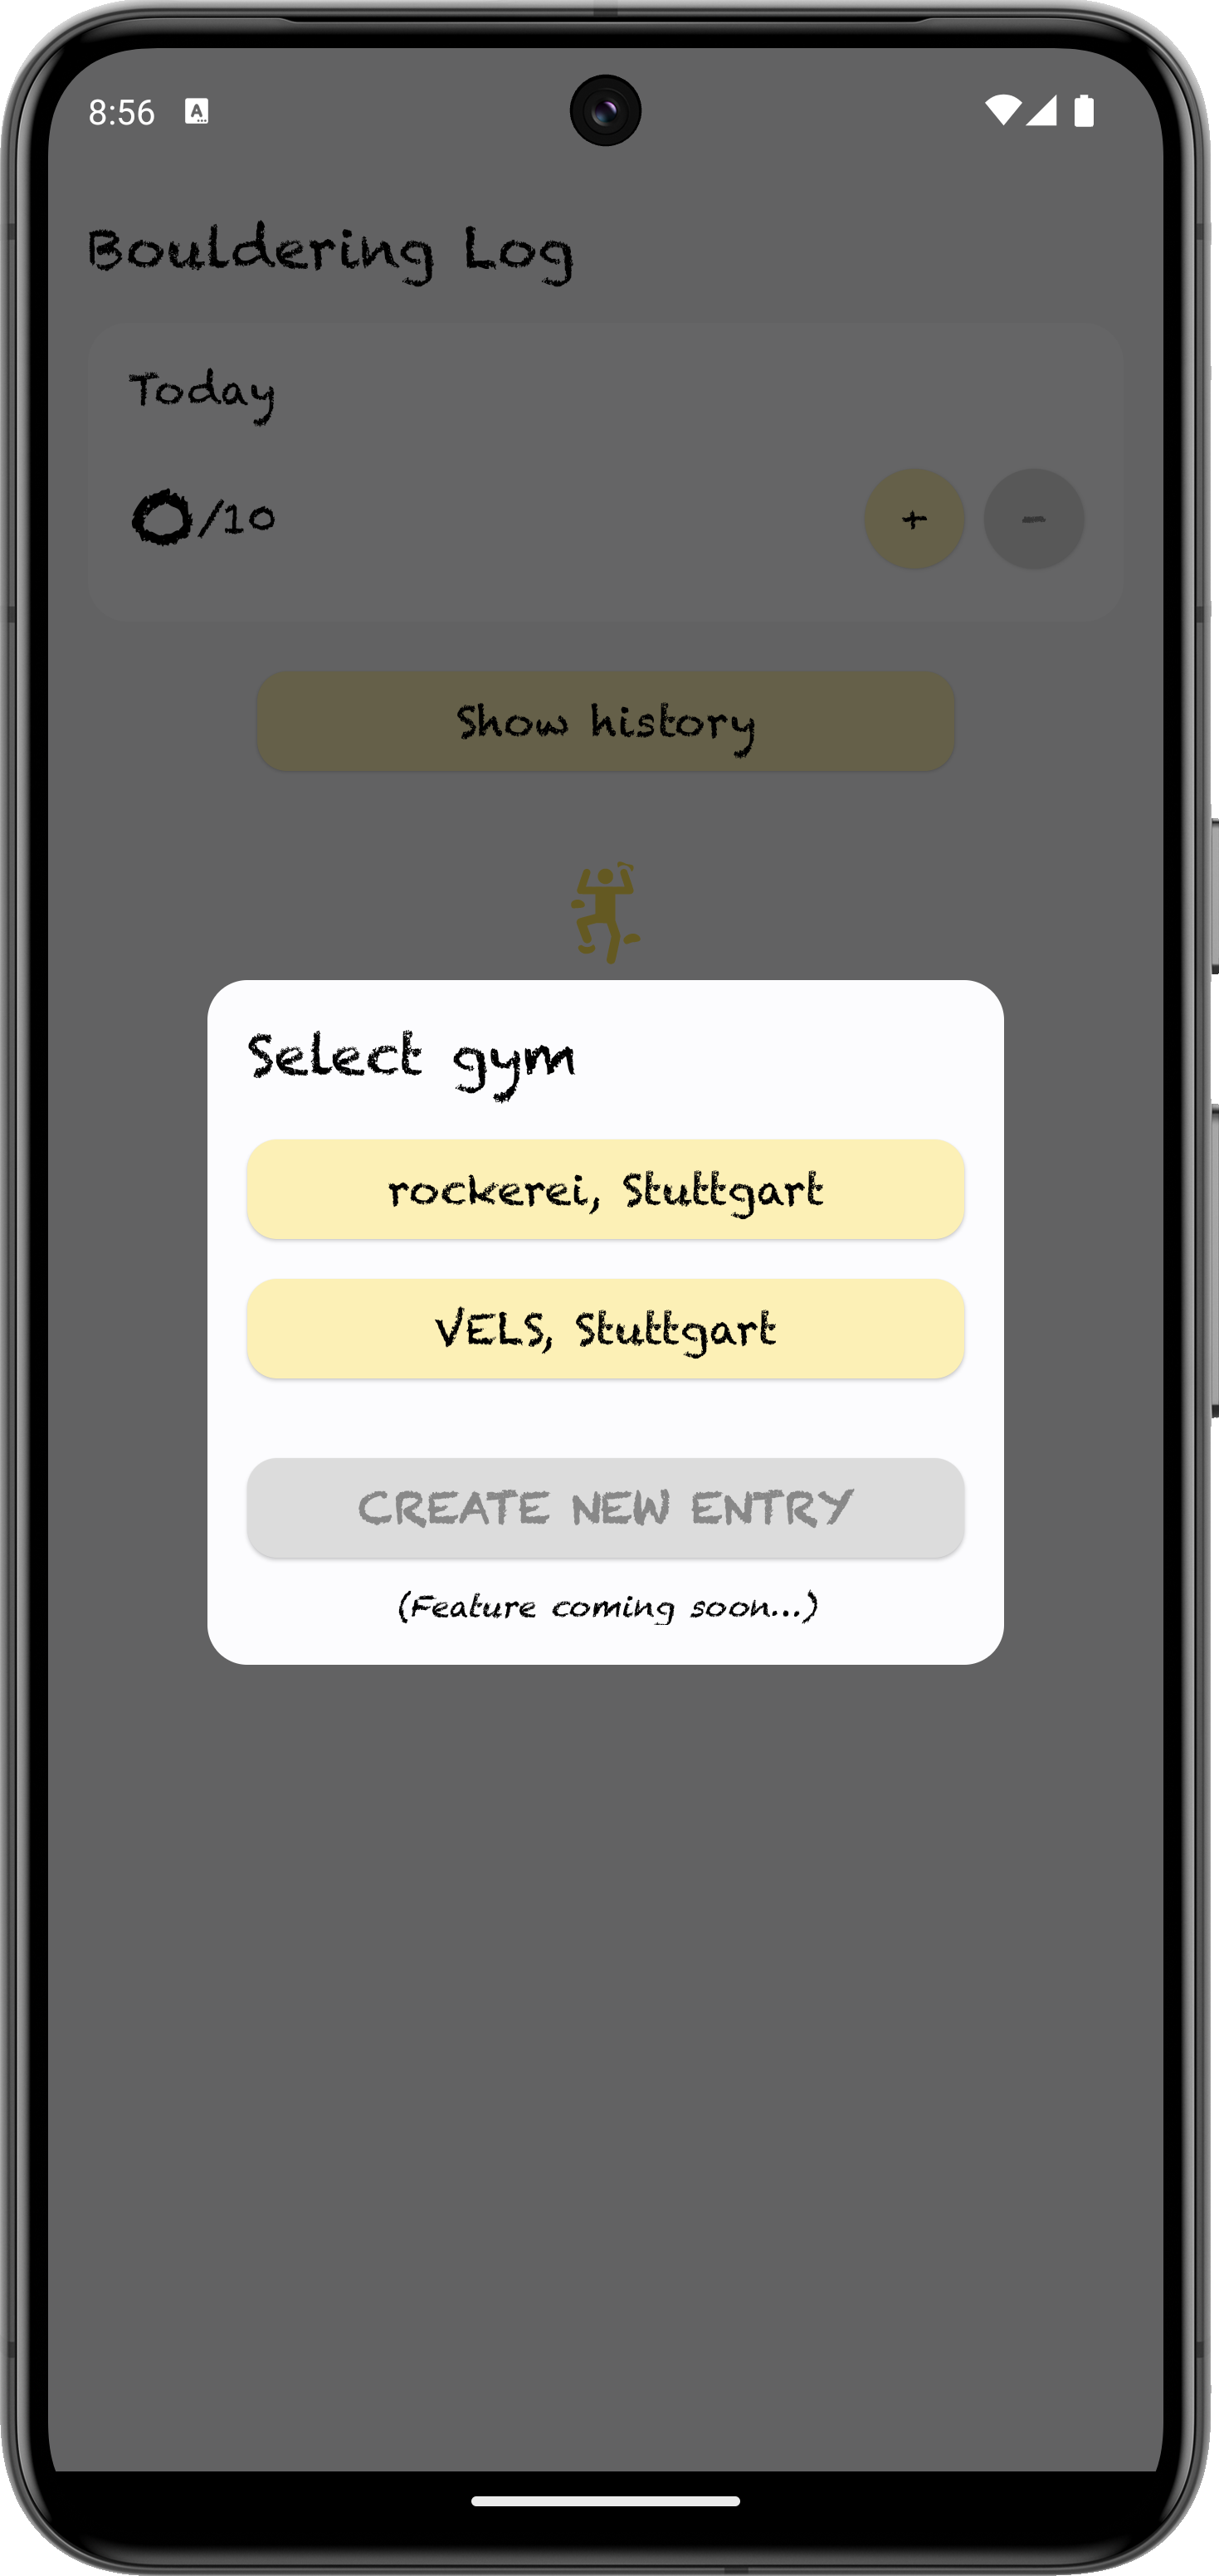 8:56
Bouldering Log
Today
0/10
+ -
Show history
Select gym
rockerei, Stuttgart
VELS, Stuttgart
CREATE NEW ENTRY
(Feature coming soon...)